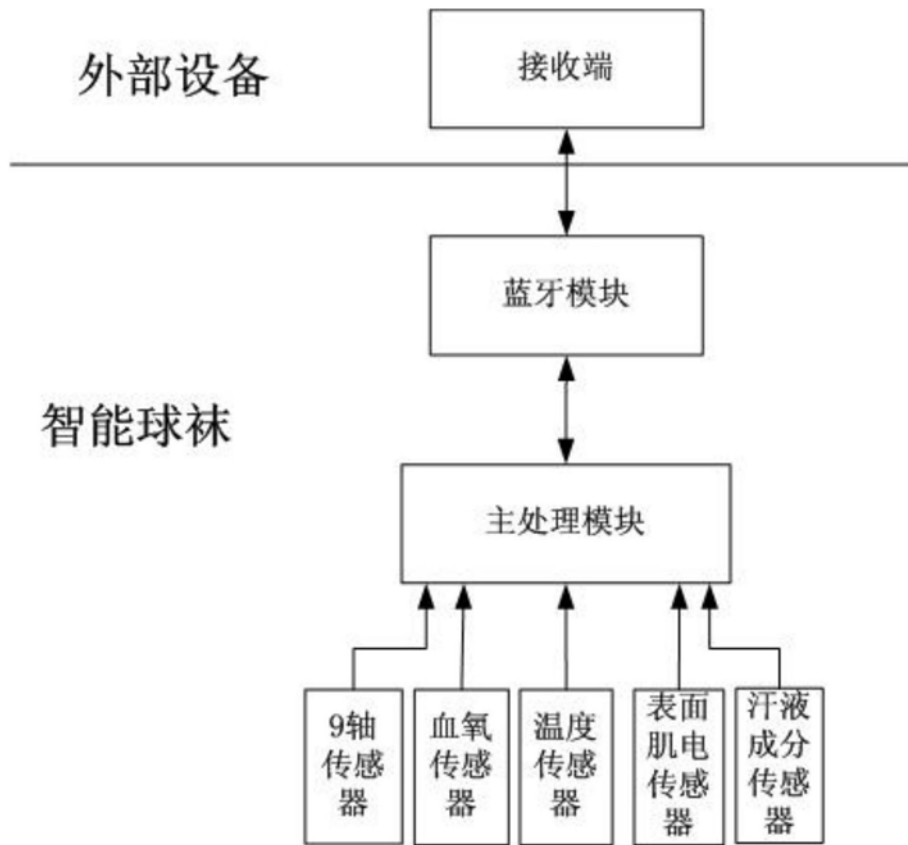 外部设备
接收端
蓝牙模块
智能球袜
主处理模块
9轴
传感
器
血氧
传感
器
温度
传感
器
表面
肌电
传感
器
汗液
成分
传感
器